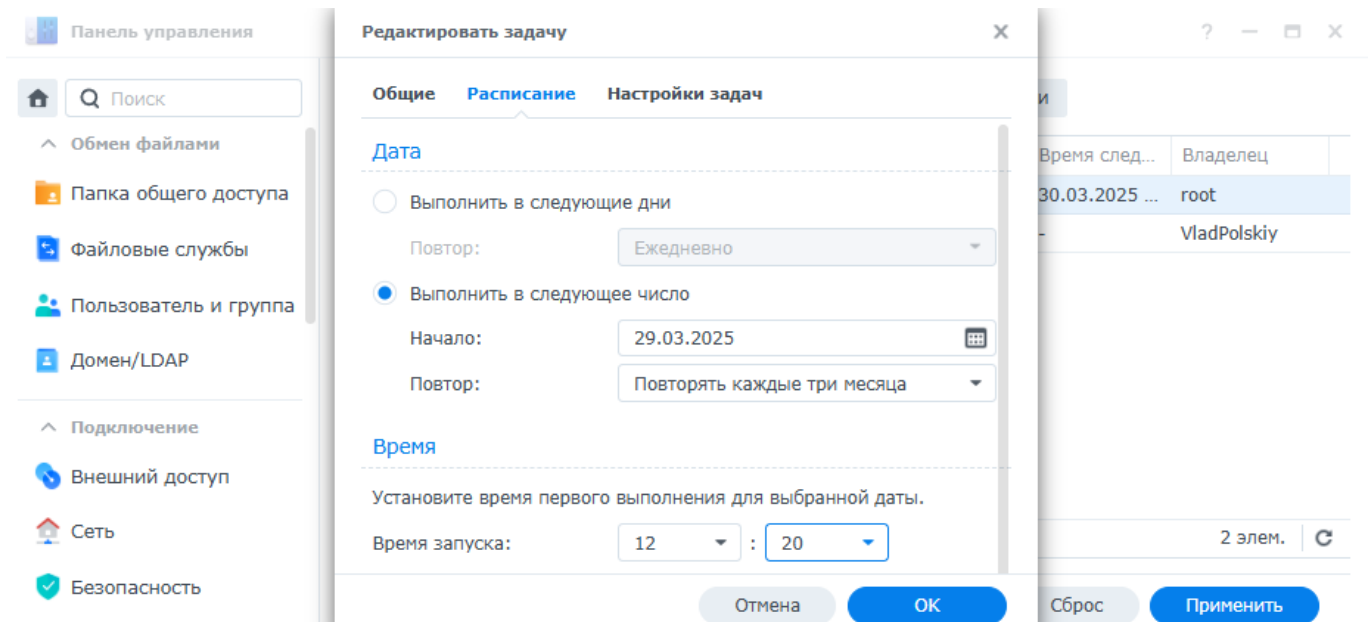 Панель управления
Поиск
Обмен файлами
Папка общего доступа
Файловые службы
Пользователь и группа
Домен/LDAP
Подключение
Внешний доступ
Сеть
Безопасность
Редактировать задачу
Общие Расписание Настройки задач
Дата
Выполнить в следующие дни
Повтор: Ежедневно
Выполнить в следующее число
Начало: 29.03.2025
Повтор: Повторять каждые три месяца
Время
Установите время первого выполнения для выбранной даты.
Время запуска: 12 : 20
Отмена OK
?
и
Время след... Владелец
30.03.2025 ... root
- VladPolskiy
2 элем.
Сброс Применить